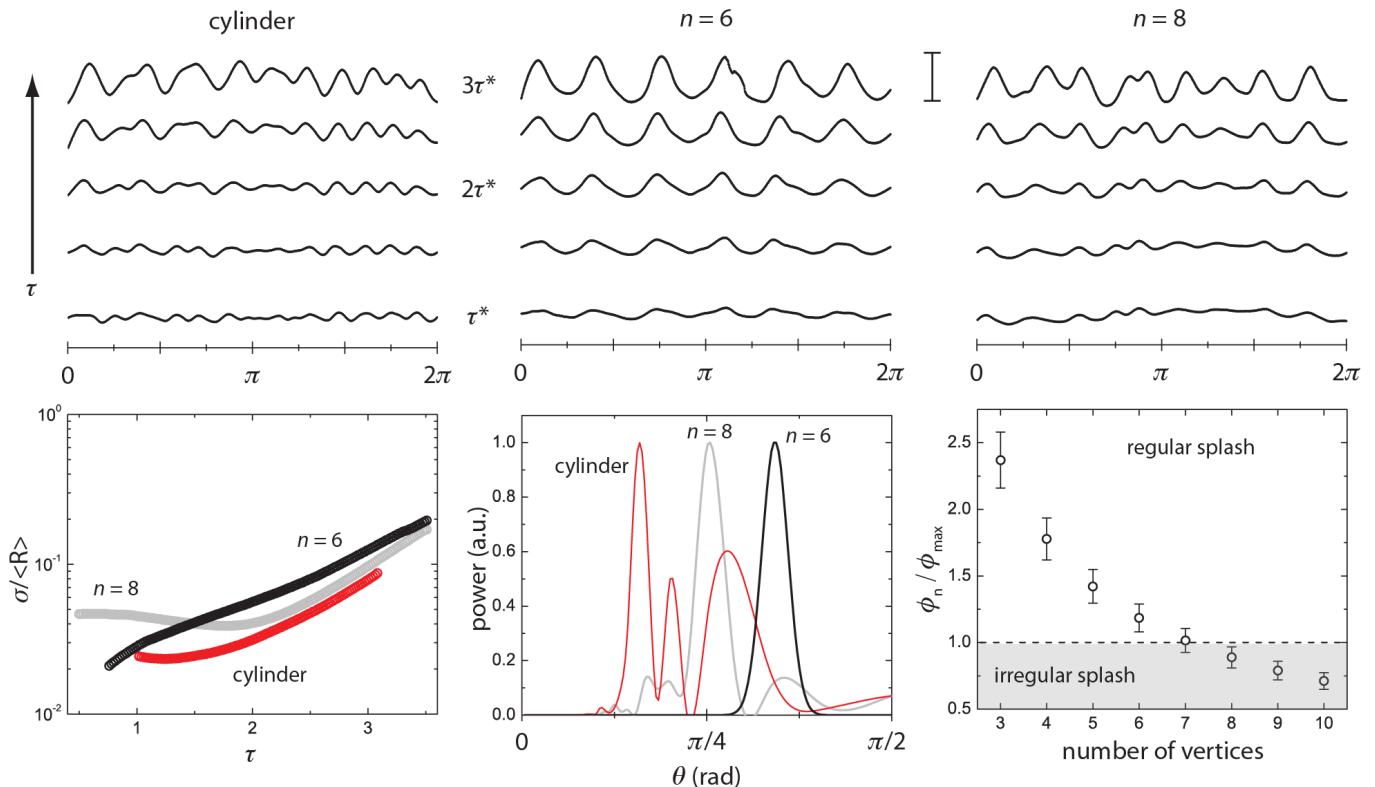 cylinder
n = 6
n = 8
3τ*
2τ*
τ
τ*
0 π 2π
0 π 2π
0 π 2π
10⁰
10⁻¹
10⁻²
σ/<R>
n = 6
n = 8
cylinder
1 2 3
τ
power (a.u.)
1.0
0.8
0.6
0.4
0.2
0.0
cylinder
n = 8
n = 6
0 π/4 π/2
θ (rad)
ϕn / ϕmax
2.5
2.0
1.5
1.0
0.5
regular splash
irregular splash
3 4 5 6 7 8 9 10
number of vertices